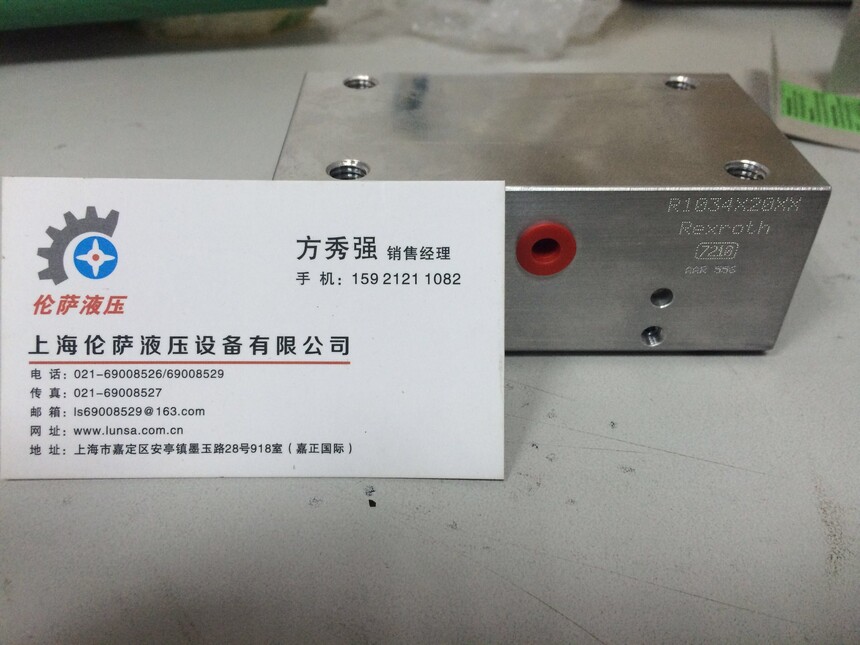 伦萨液压
方秀强 销售经理
手 机：159 2121 1082
上海伦萨液压设备有限公司
电 话：021-69008526/69008529
传 真：021-69008527
邮 箱：ls69008529@163.com
网 址：www.lunsa.com.cn
地 址：上海市嘉定区安亭镇墨玉路28号918室（嘉正国际）
R1034X20XX
Rexroth
7210